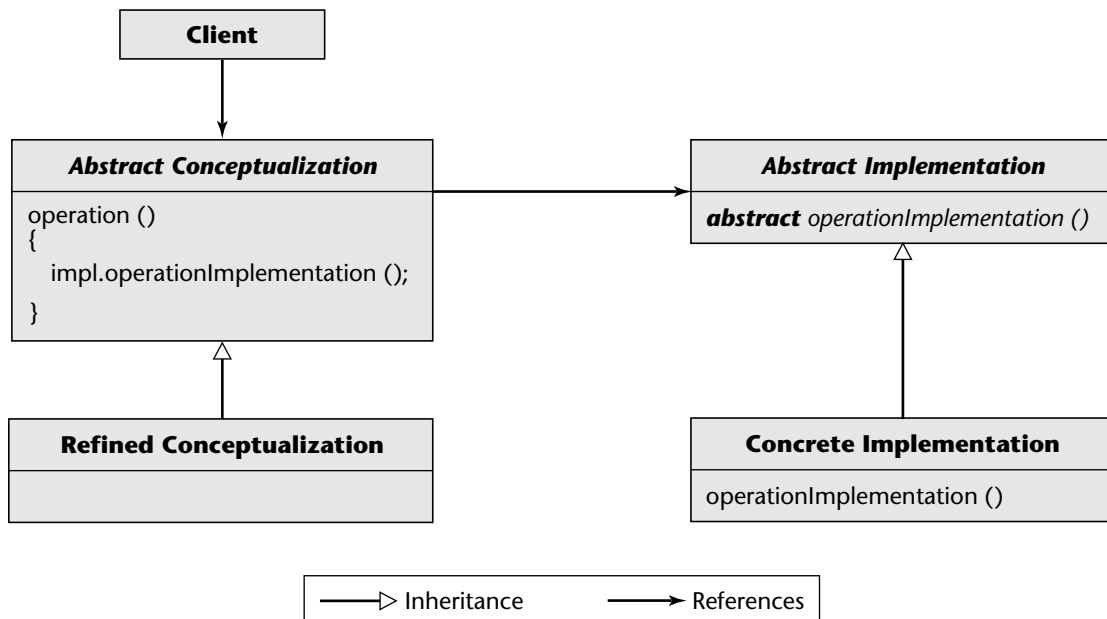 Client
Abstract Conceptualization
operation ()
{
impl.operationImplementation ();
}
Abstract Implementation
abstract operationImplementation ()
Refined Conceptualization
Concrete Implementation
operationImplementation ()
Inheritance
References